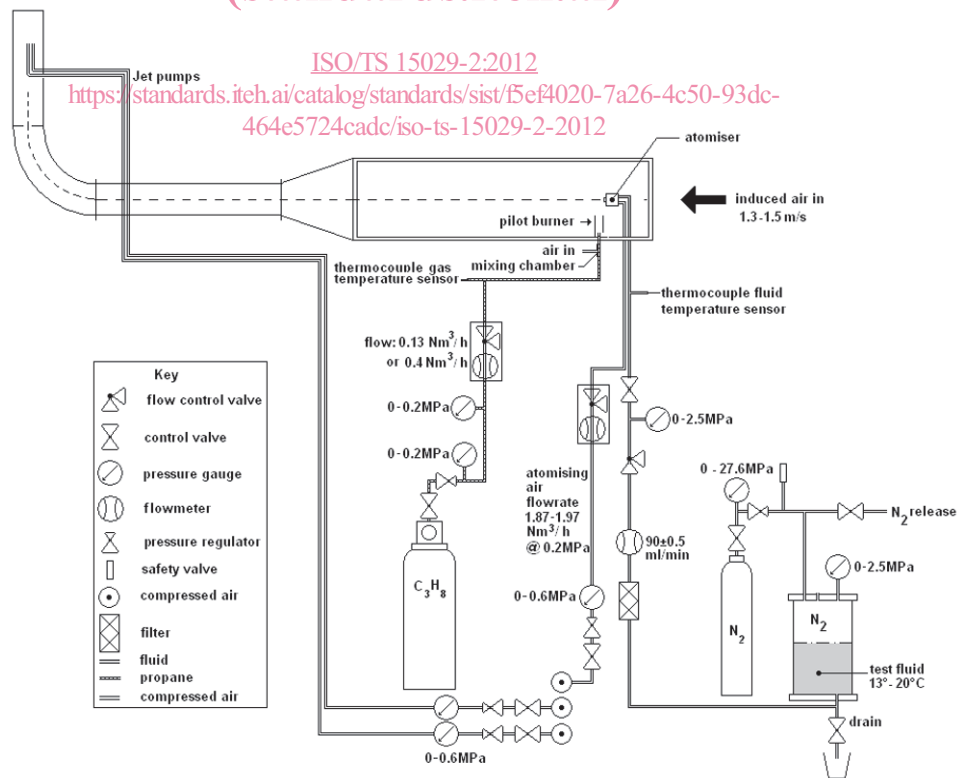 ISO/TS 15029-2:2012
https://standards.iteh.ai/catalog/standards/sist/f5ef4020-7a26-4c50-93dc-
464e5724cadc/iso-ts-15029-2-2012
Jet pumps
atomiser
induced air in
1.3-1.5 m/s
pilot burner
air in
mixing chamber
thermocouple gas
temperature sensor
thermocouple fluid
temperature sensor
flow: 0.13 Nm³/h
or 0.4 Nm³/h
0-0.2MPa
0-0.2MPa
C₃H₈
Key
flow control valve
control valve
pressure gauge
flowmeter
pressure regulator
safety valve
compressed air
filter
fluid
propane
compressed air
atomising
air
flowrate
1.87-1.97
Nm³/h
@ 0.2MPa
0-0.6MPa
0-2.5MPa
90±0.5
ml/min
0-27.6MPa
N₂ release
0-2.5MPa
N₂
N₂
test fluid
13°-20°C
drain
0-0.6MPa